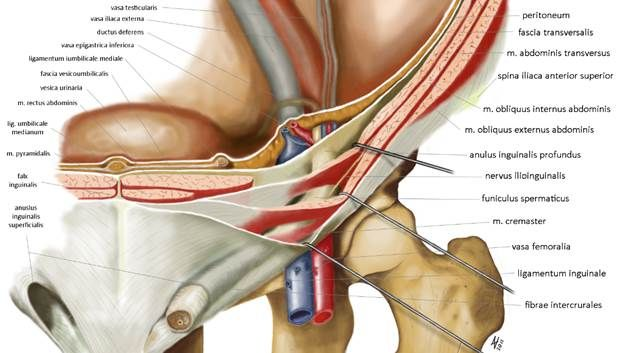 vasa testicularis
vasa iliaca externa
ductus deferens
vasa epigastrica inferiora
ligamentum iumbilicale mediale
fascia vesicoumbilicalis
vesica urinaria
m. rectus abdominis
lig. umbilicale
medianum
m. pyramidalis
falx
inguinalis
anusius
inguinalis
superficialis
peritoneum
fascia transversalis
m. abdominis transversus
spina iliaca anterior superior
m. obliquus internus abdominis
m. obliquus externus abdominis
anulus inguinalis profundus
nervus ilioinguinalis
funiculus spermaticus
m. cremaster
vasa femoralia
ligamentum inguinale
fibrae intercrurales